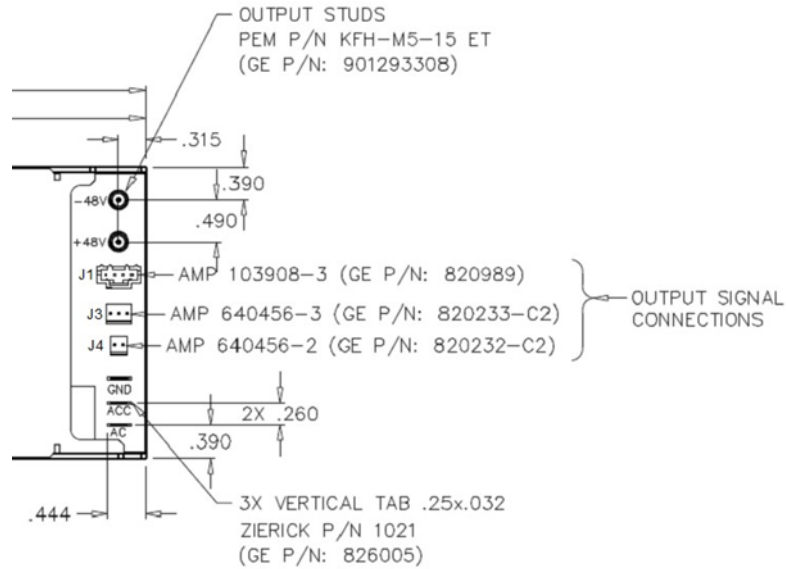 OUTPUT STUDS
PEM P/N KFH-M5-15 ET
(GE P/N: 901293308)
.315
.390
-48V
.490
+48V
J1 AMP 103908-3 (GE P/N: 820989)
J3 AMP 640456-3 (GE P/N: 820233-C2)
OUTPUT SIGNAL
CONNECTIONS
J4 AMP 640456-2 (GE P/N: 820232-C2)
GND
ACC
2X .260
AC
.390
.444
3X VERTICAL TAB .25x.032
ZIERICK P/N 1021
(GE P/N: 826005)